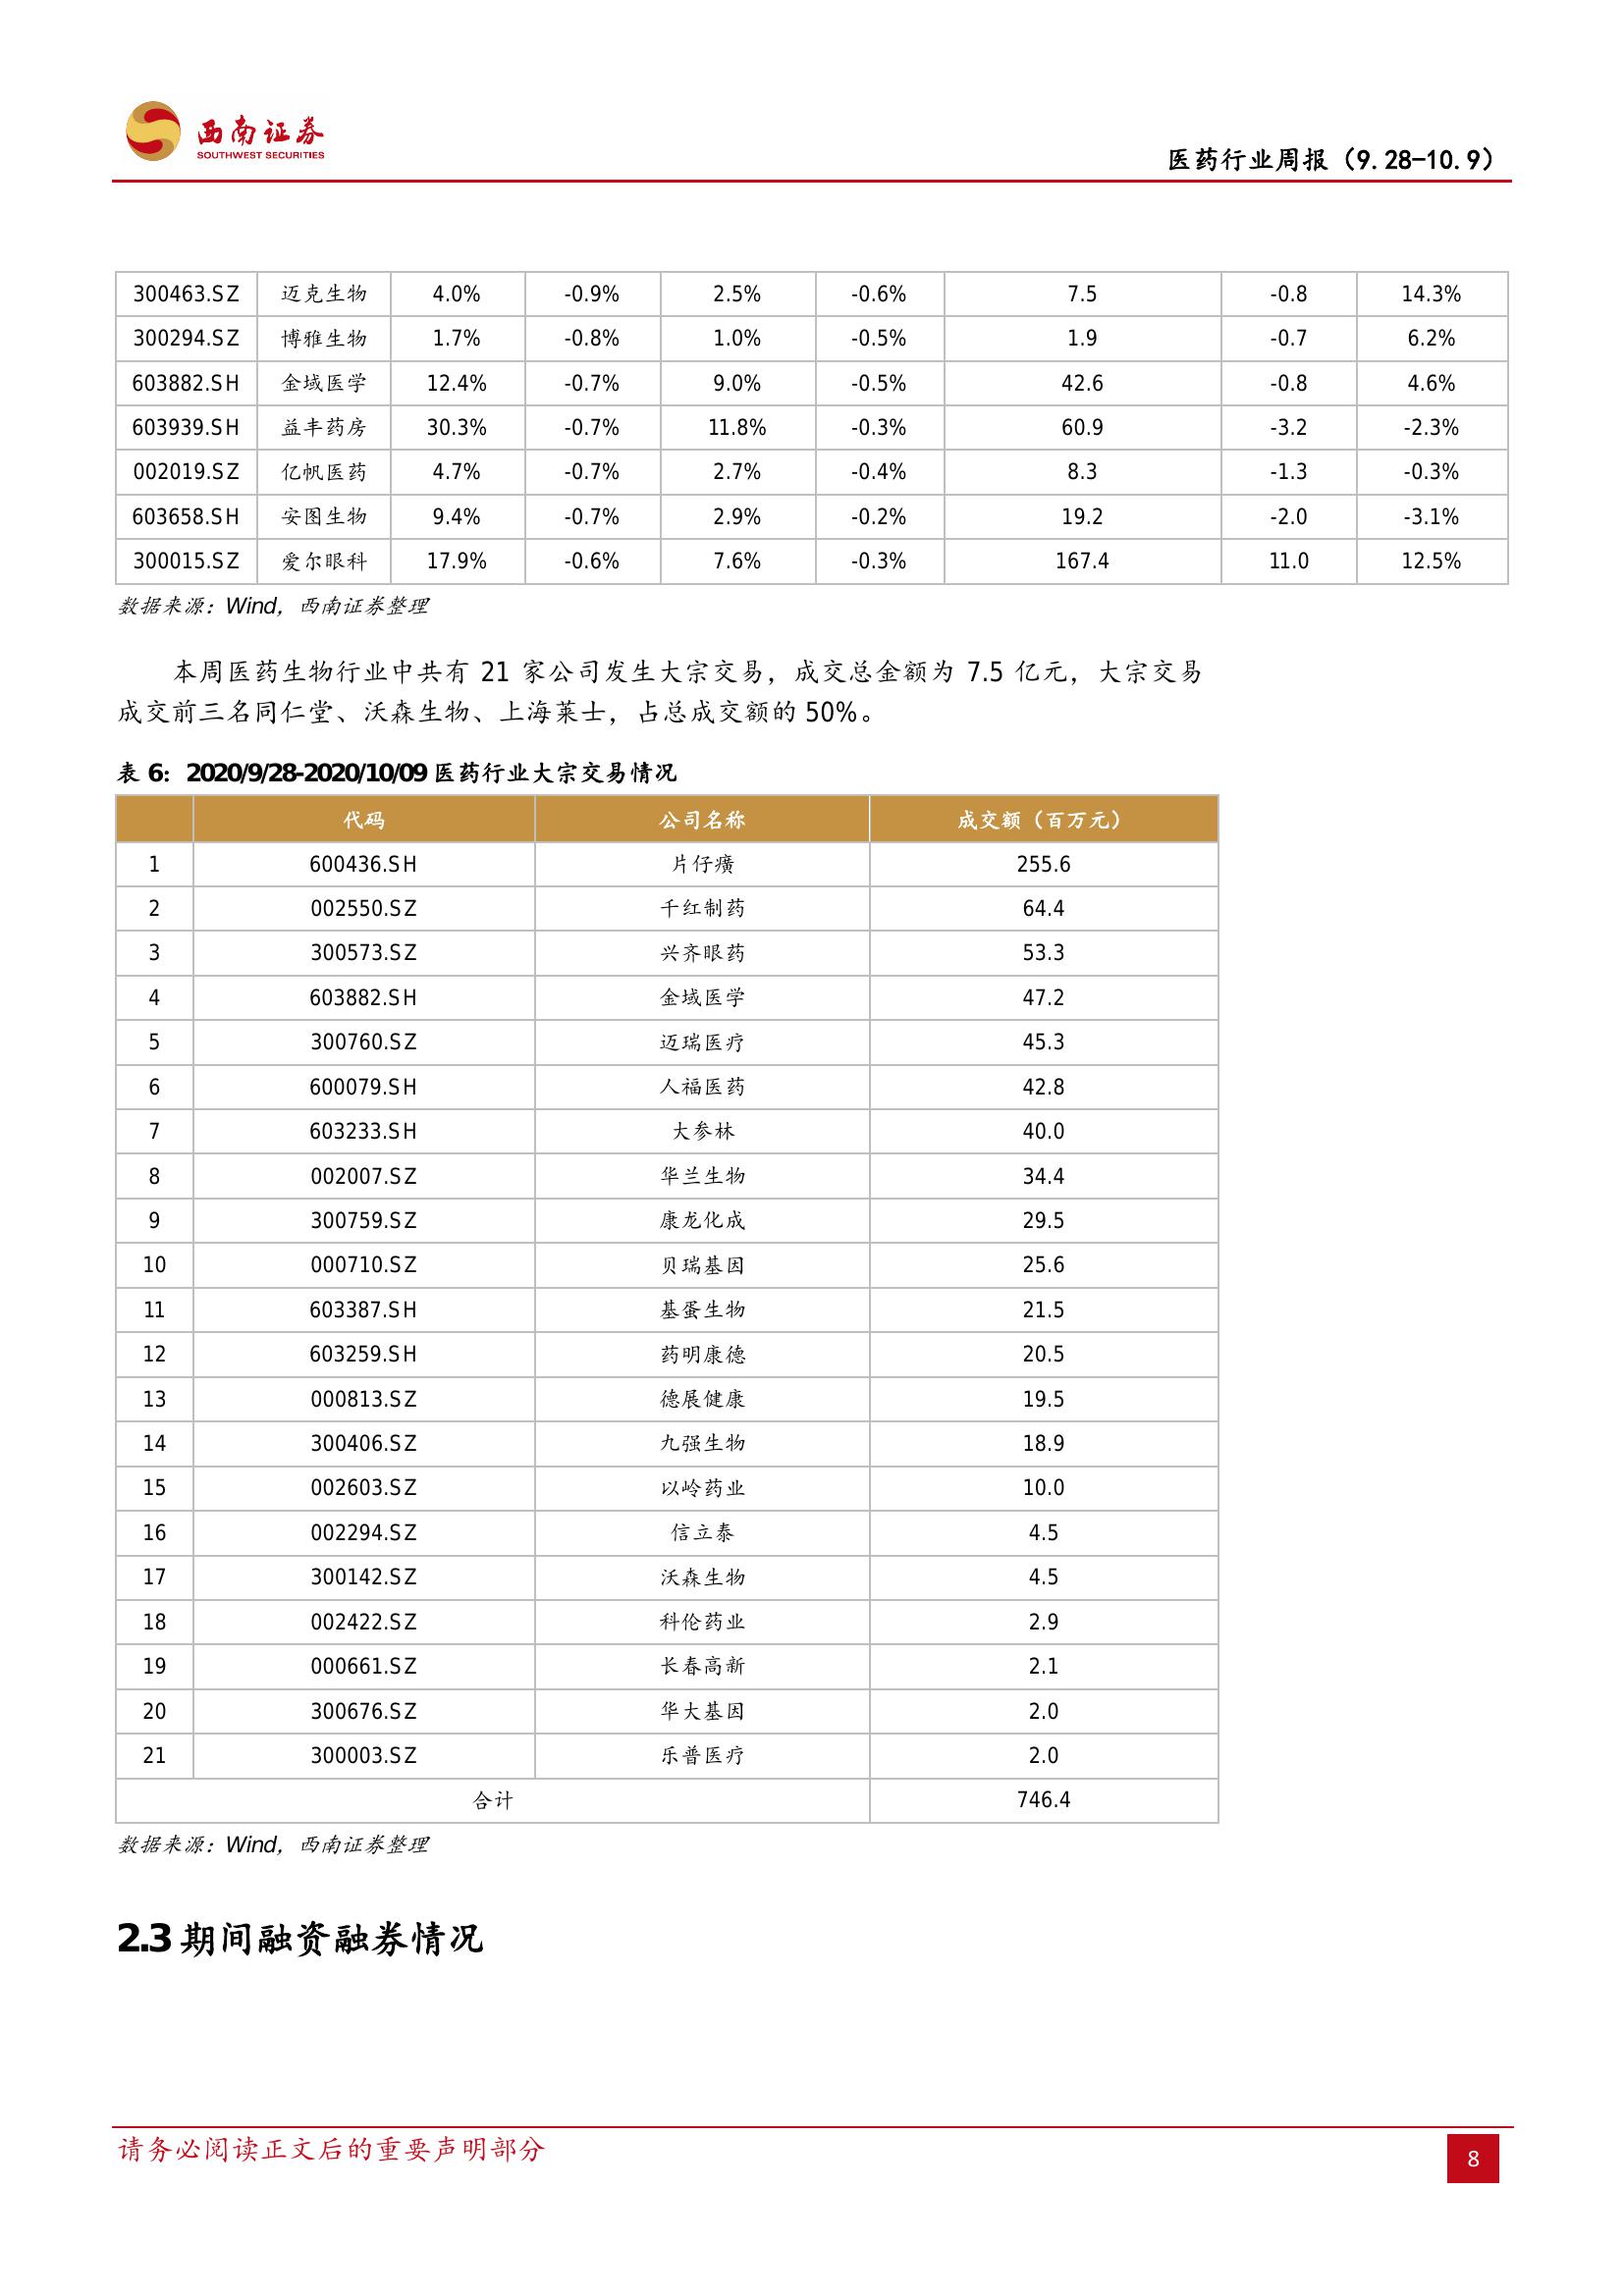 西南证券
SOUTHWEST SECURITIES
医药行业周报（9.28-10.9）
300463.SZ 迈克生物 4.0% -0.9% 2.5% -0.6% 7.5 -0.8 14.3%
300294.SZ 博雅生物 1.7% -0.8% 1.0% -0.5% 1.9 -0.7 6.2%
603882.SH 金域医学 12.4% -0.7% 9.0% -0.5% 42.6 -0.8 4.6%
603939.SH 益丰药房 30.3% -0.7% 11.8% -0.3% 60.9 -3.2 -2.3%
002019.SZ 亿帆医药 4.7% -0.7% 2.7% -0.4% 8.3 -1.3 -0.3%
603658.SH 安图生物 9.4% -0.7% 2.9% -0.2% 19.2 -2.0 -3.1%
300015.SZ 爱尔眼科 17.9% -0.6% 7.6% -0.3% 167.4 11.0 12.5%
数据来源：Wind，西南证券整理
本周医药生物行业中共有 21 家公司发生大宗交易，成交总金额为 7.5 亿元，大宗交易
成交前三名同仁堂、沃森生物、上海莱士，占总成交额的 50%。
表 6：2020/9/28-2020/10/09 医药行业大宗交易情况
代码 公司名称 成交额（百万元）
1 600436.SH 片仔癀 255.6
2 002550.SZ 千红制药 64.4
3 300573.SZ 兴齐眼药 53.3
4 603882.SH 金域医学 47.2
5 300760.SZ 迈瑞医疗 45.3
6 600079.SH 人福医药 42.8
7 603233.SH 大参林 40.0
8 002007.SZ 华兰生物 34.4
9 300759.SZ 康龙化成 29.5
10 000710.SZ 贝瑞基因 25.6
11 603387.SH 基蛋生物 21.5
12 603259.SH 药明康德 20.5
13 000813.SZ 德展健康 19.5
14 300406.SZ 九强生物 18.9
15 002603.SZ 以岭药业 10.0
16 002294.SZ 信立泰 4.5
17 300142.SZ 沃森生物 4.5
18 002422.SZ 科伦药业 2.9
19 000661.SZ 长春高新 2.1
20 300676.SZ 华大基因 2.0
21 300003.SZ 乐普医疗 2.0
合计 746.4
数据来源：Wind，西南证券整理
2.3 期间融资融券情况
请务必阅读正文后的重要声明部分
8